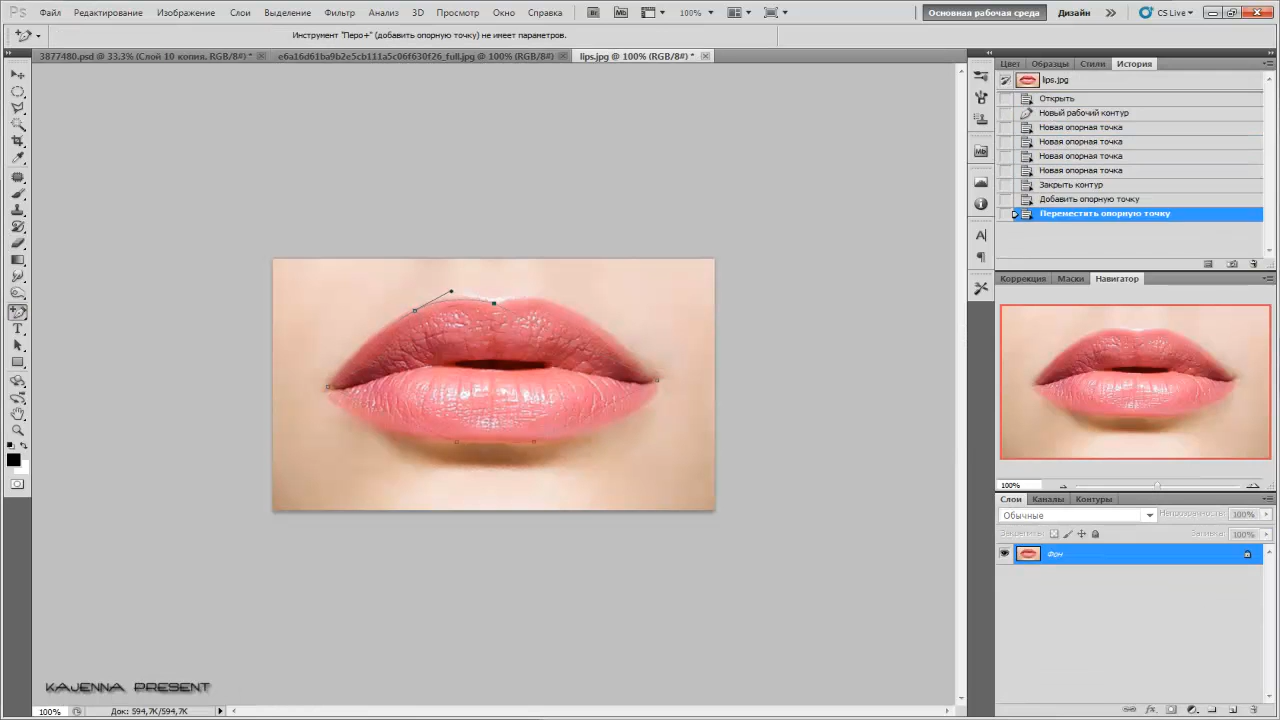 Ps Файл Редактирование Изображение Слои Выделение Фильтр Анализ 3D Просмотр Окно Справка Br Mb 100% Основная рабочая среда Дизайн CS Live
Инструмент "Перо+" (добавить опорную точку) не имеет параметров.
3877480.psd @ 33,3% (Слой 10 копия, RGB/8#) * e6a16d61ba9b2e5cb111a5c06f630f26_full.jpg @ 100% (RGB/8#) lips.jpg @ 100% (RGB/8#) *
Цвет Образцы Стили История
lips.jpg
Открыть
Новый рабочий контур
Новая опорная точка
Новая опорная точка
Новая опорная точка
Новая опорная точка
Закрыть контур
Добавить опорную точку
Переместить опорную точку
Mb
Коррекция Маски Навигатор
100%
Слои Каналы Контуры
Обычные Непрозрачность: 100%
Закрепить: Заливка: 100%
Фон
KAJENNA PRESENT
100% Док: 594,7K/594,7K